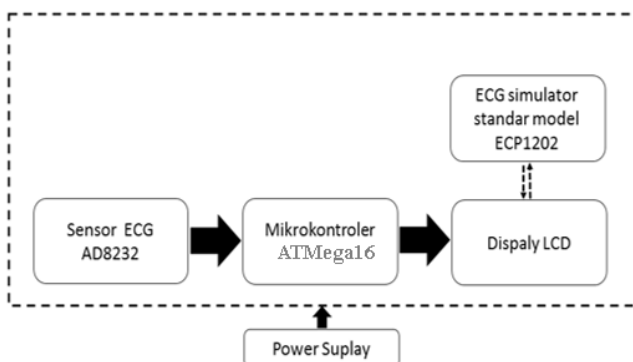 ECG simulator
standar model
ECP1202
Sensor ECG
AD8232
Mikrokontroler
ATMega16
Dispaly LCD
Power Suplay